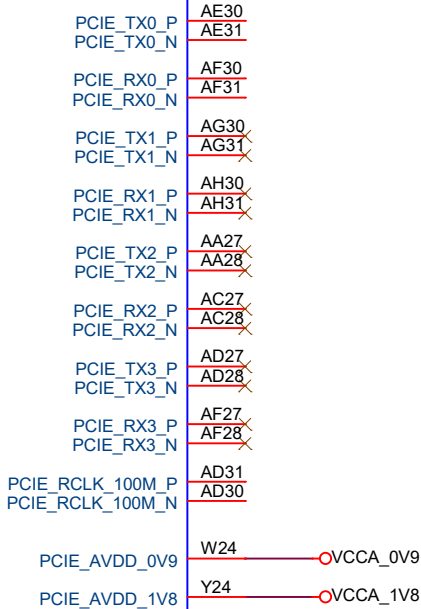 PCIE_TX0_P AE30
PCIE_TX0_N AE31
PCIE_RX0_P AF30
PCIE_RX0_N AF31
PCIE_TX1_P AG30
PCIE_TX1_N AG31
PCIE_RX1_P AH30
PCIE_RX1_N AH31
PCIE_TX2_P AA27
PCIE_TX2_N AA28
PCIE_RX2_P AC27
PCIE_RX2_N AC28
PCIE_TX3_P AD27
PCIE_TX3_N AD28
PCIE_RX3_P AF27
PCIE_RX3_N AF28
PCIE_RCLK_100M_P AD31
PCIE_RCLK_100M_N AD30
PCIE_AVDD_0V9 W24 VCCA_0V9
PCIE_AVDD_1V8 Y24 VCCA_1V8